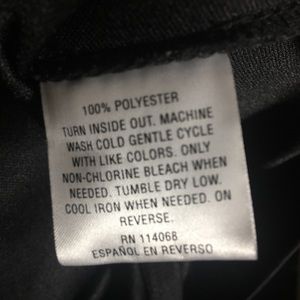 100% POLYESTER
TURN INSIDE OUT. MACHINE
WASH COLD GENTLE CYCLE
WITH LIKE COLORS. ONLY
NON-CHLORINE BLEACH WHEN
NEEDED. TUMBLE DRY LOW.
COOL IRON WHEN NEEDED. ON
REVERSE.
RN 114068
ESPAÑOL EN REVERSO